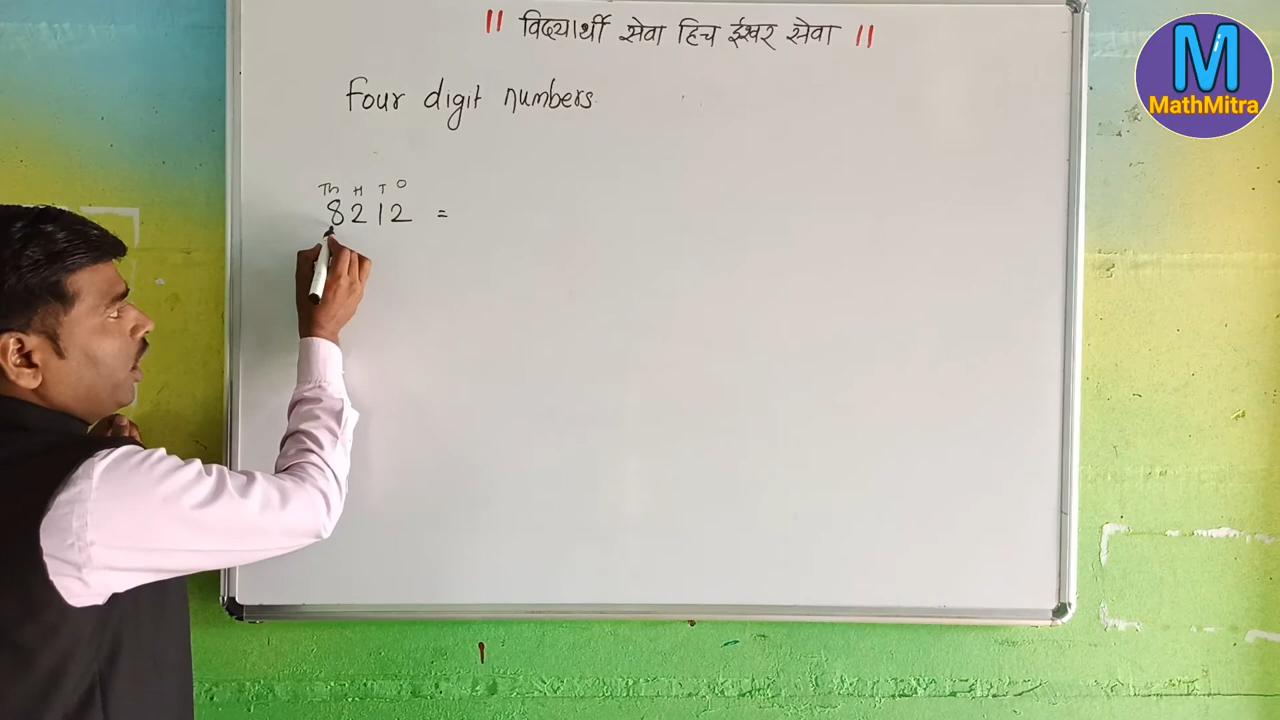 || विद्यार्थी सेवा हिच ईश्वर सेवा ||
M
MathMitra
Four digit numbers
Th H T O
8212 =